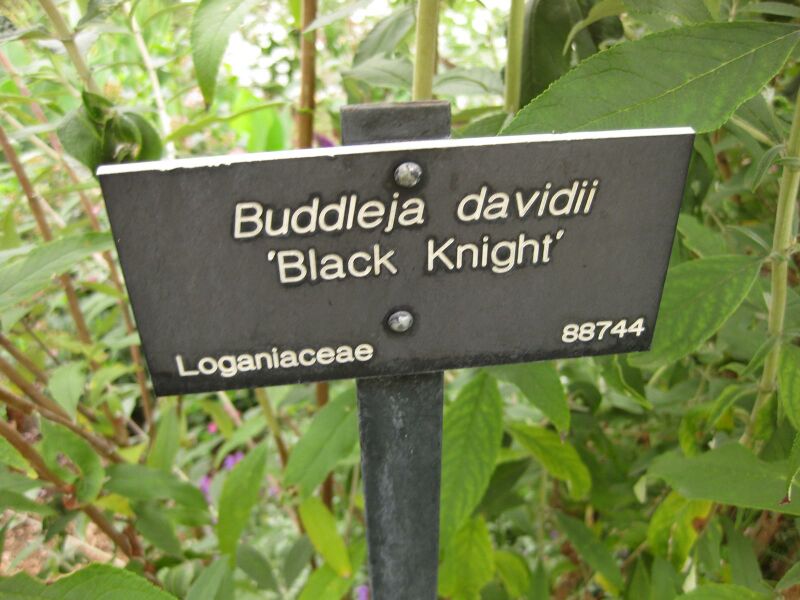 Buddleja davidii
'Black Knight'
Loganiaceae 88744